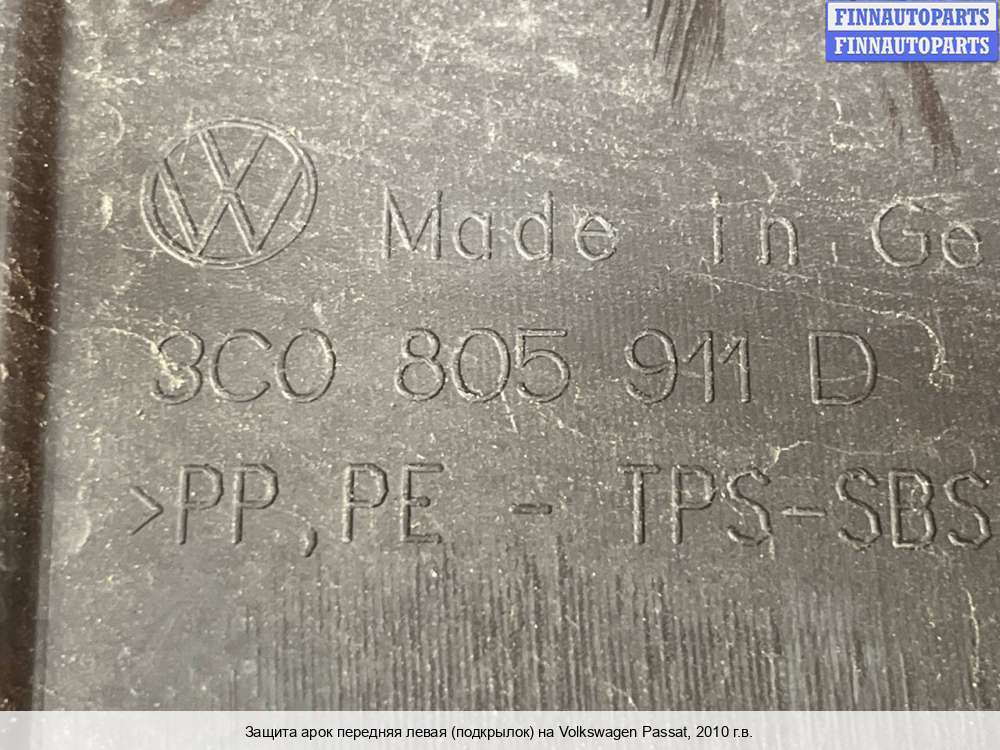 FINNAUTOPARTS
FINNAUTOPARTS
Made in Ge
3C0 805 911 D
>PP,PE - TPS-SBS
Защита арок передняя левая (подкрылок) на Volkswagen Passat, 2010 г.в.